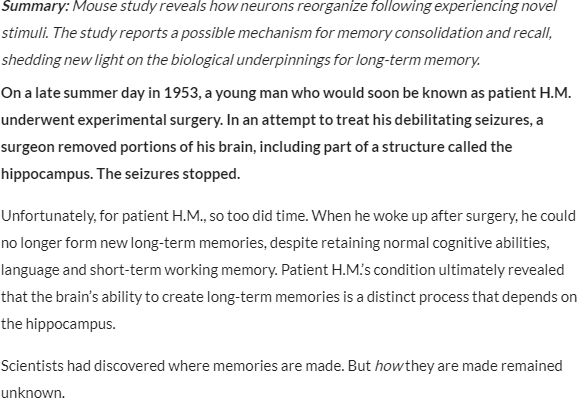 Summary: Mouse study reveals how neurons reorganize following experiencing novel
stimuli. The study reports a possible mechanism for memory consolidation and recall,
shedding new light on the biological underpinnings for long-term memory.
On a late summer day in 1953, a young man who would soon be known as patient H.M.
underwent experimental surgery. In an attempt to treat his debilitating seizures, a
surgeon removed portions of his brain, including part of a structure called the
hippocampus. The seizures stopped.
Unfortunately, for patient H.M., so too did time. When he woke up after surgery, he could
no longer form new long-term memories, despite retaining normal cognitive abilities,
language and short-term working memory. Patient H.M.’s condition ultimately revealed
that the brain’s ability to create long-term memories is a distinct process that depends on
the hippocampus.
Scientists had discovered where memories are made. But how they are made remained
unknown.